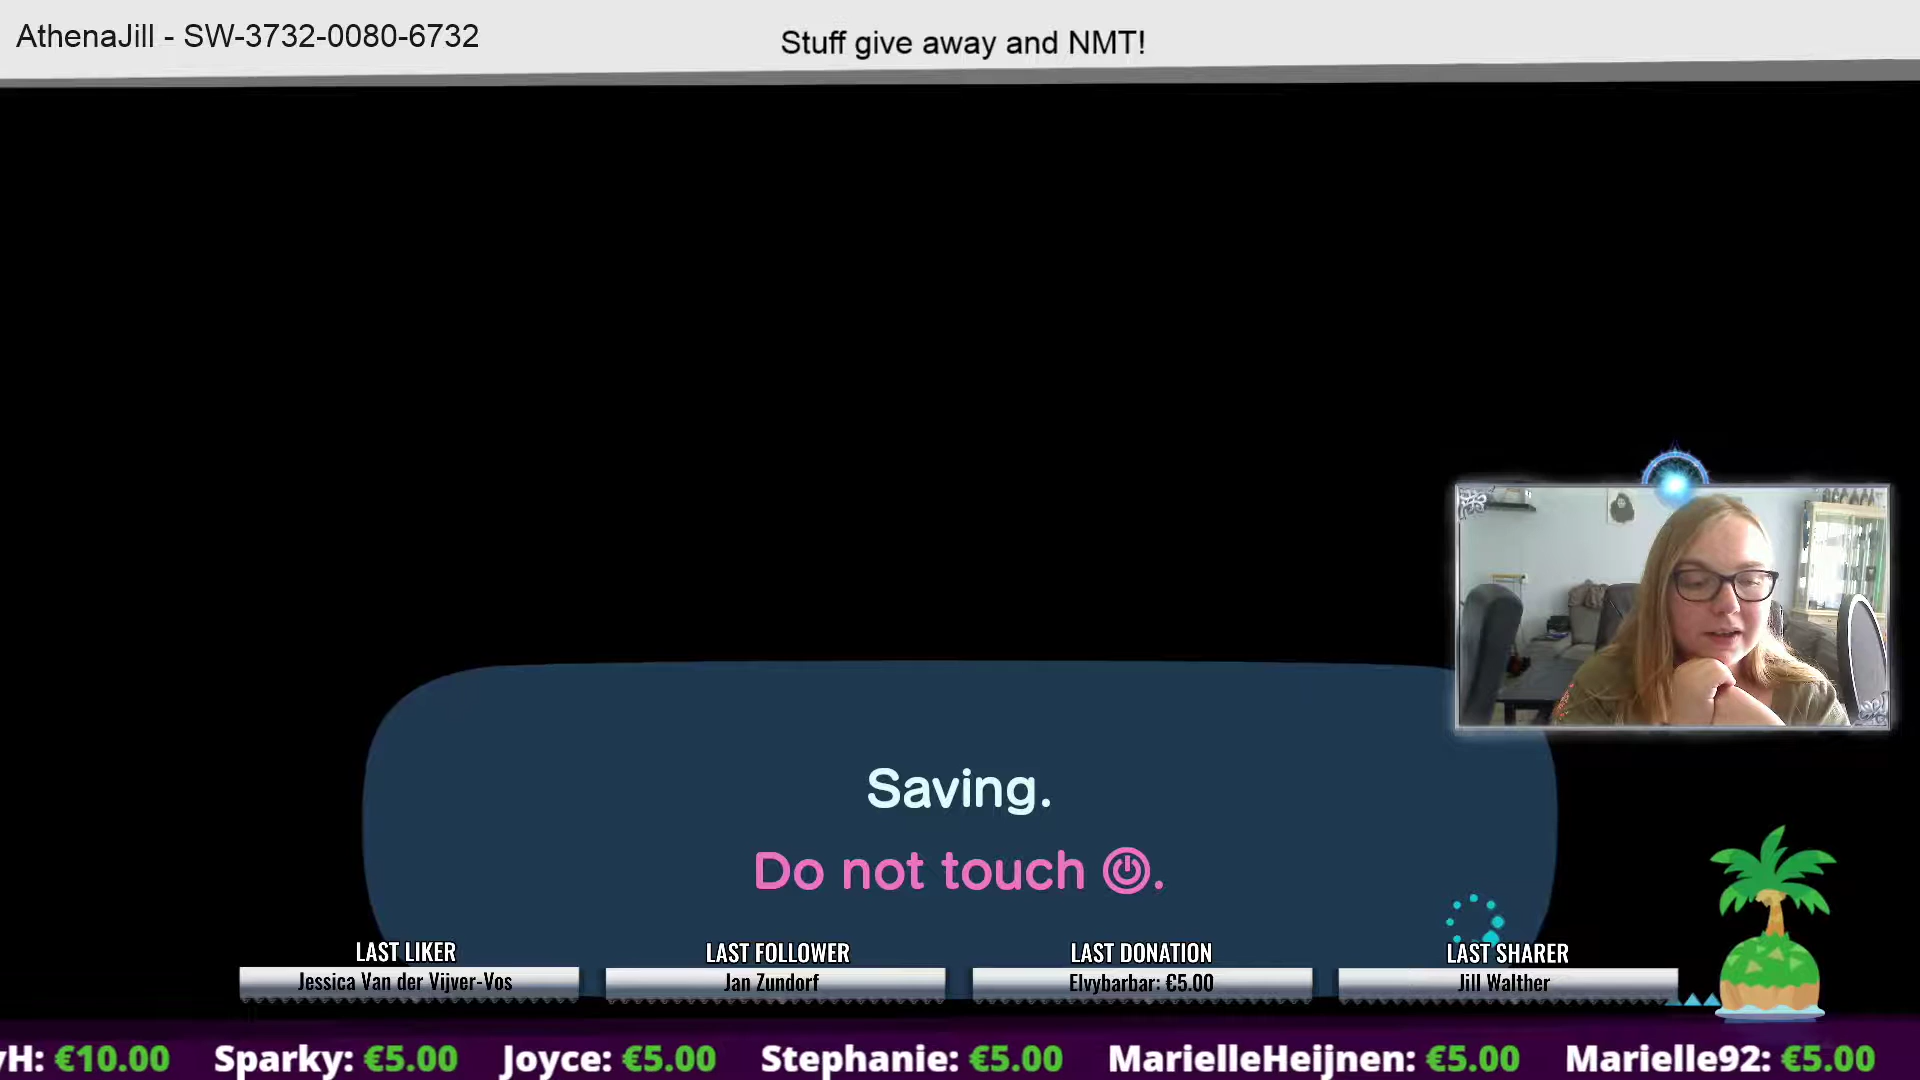 AthenaJill - SW-3732-0080-6732
Stuff give away and NMT!
Saving.
Do not touch ⏻.
LAST LIKER
Jessica Van der Vijver-Vos
LAST FOLLOWER
Jan Zundorf
LAST DONATION
Elvybarbar: €5.00
LAST SHARER
Jill Walther
yH: €10.00 Sparky: €5.00 Joyce: €5.00 Stephanie: €5.00 MarielleHeijnen: €5.00 Marielle92: €5.00